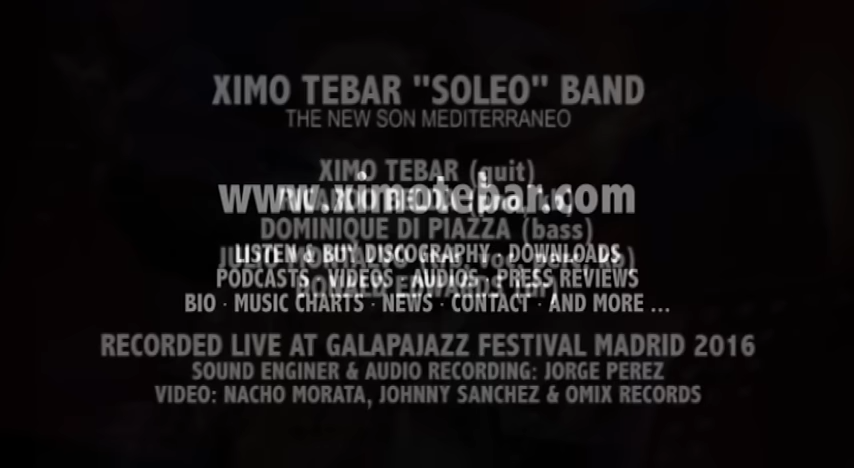 XIMO TEBAR "SOLEO" BAND
THE NEW SON MEDITERRANEO
XIMO TEBAR (guit)
www.ximotebar.com
DOMINIQUE DI PIAZZA (bass)
LISTEN & BUY DISCOGRAPHY · DOWNLOADS
PODCASTS · VIDEOS · AUDIOS · PRESS REVIEWS
BIO · MUSIC CHARTS · NEWS · CONTACT · AND MORE ...
RECORDED LIVE AT GALAPAJAZZ FESTIVAL MADRID 2016
SOUND ENGINER & AUDIO RECORDING: JORGE PEREZ
VIDEO: NACHO MORATA, JOHNNY SANCHEZ & OMIX RECORDS